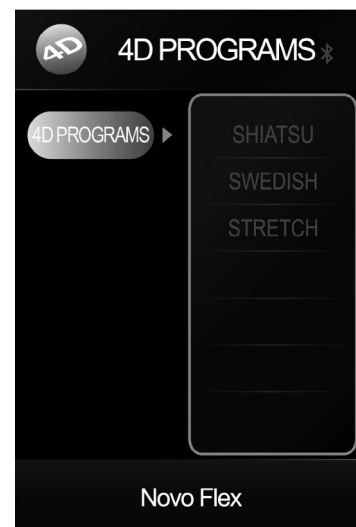 4D
4D PROGRAMS
4D PROGRAMS
SHIATSU
SWEDISH
STRETCH
Novo Flex